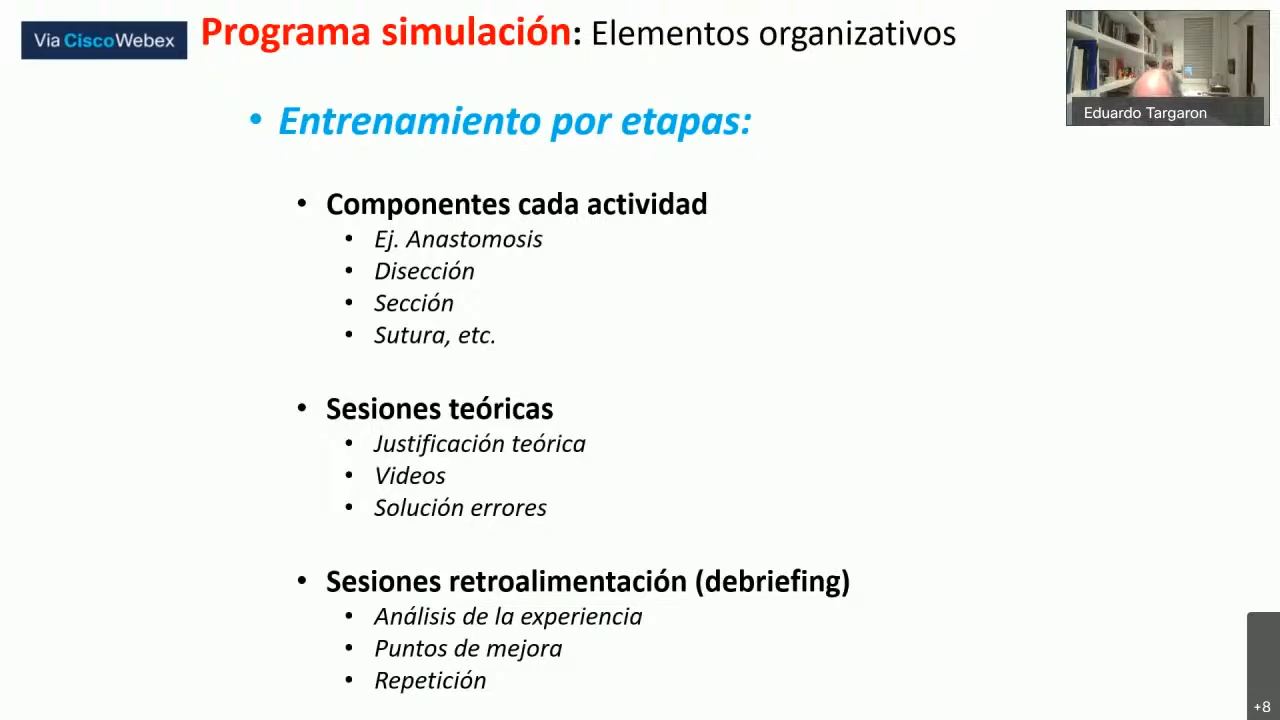 Via CiscoWebex
Programa simulación: Elementos organizativos
Eduardo Targaron
• Entrenamiento por etapas:
• Componentes cada actividad
• Ej. Anastomosis
• Disección
• Sección
• Sutura, etc.
• Sesiones teóricas
• Justificación teórica
• Videos
• Solución errores
• Sesiones retroalimentación (debriefing)
• Análisis de la experiencia
• Puntos de mejora
• Repetición
+8